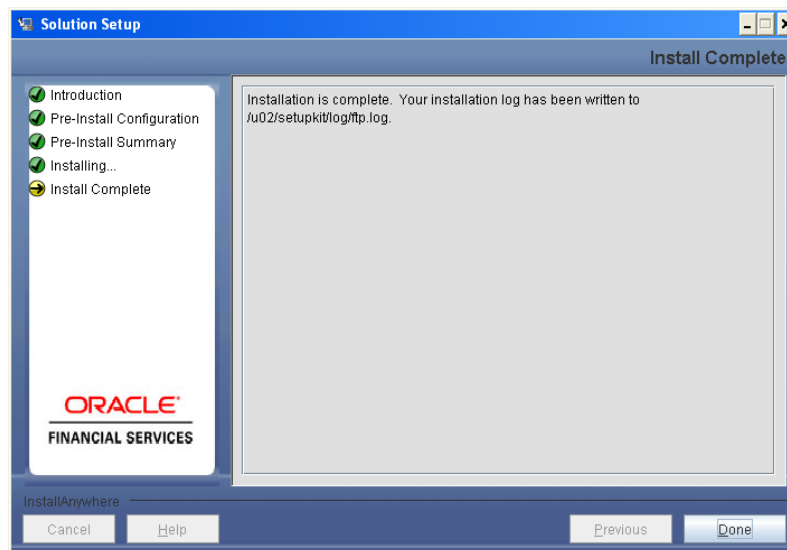 Solution Setup
Install Complete
Introduction
Pre-Install Configuration
Pre-Install Summary
Installing...
Install Complete
Installation is complete. Your installation log has been written to
/u02/setupkit/log/ftp.log.
ORACLE
FINANCIAL SERVICES
InstallAnywhere
Cancel
Help
Previous
Done